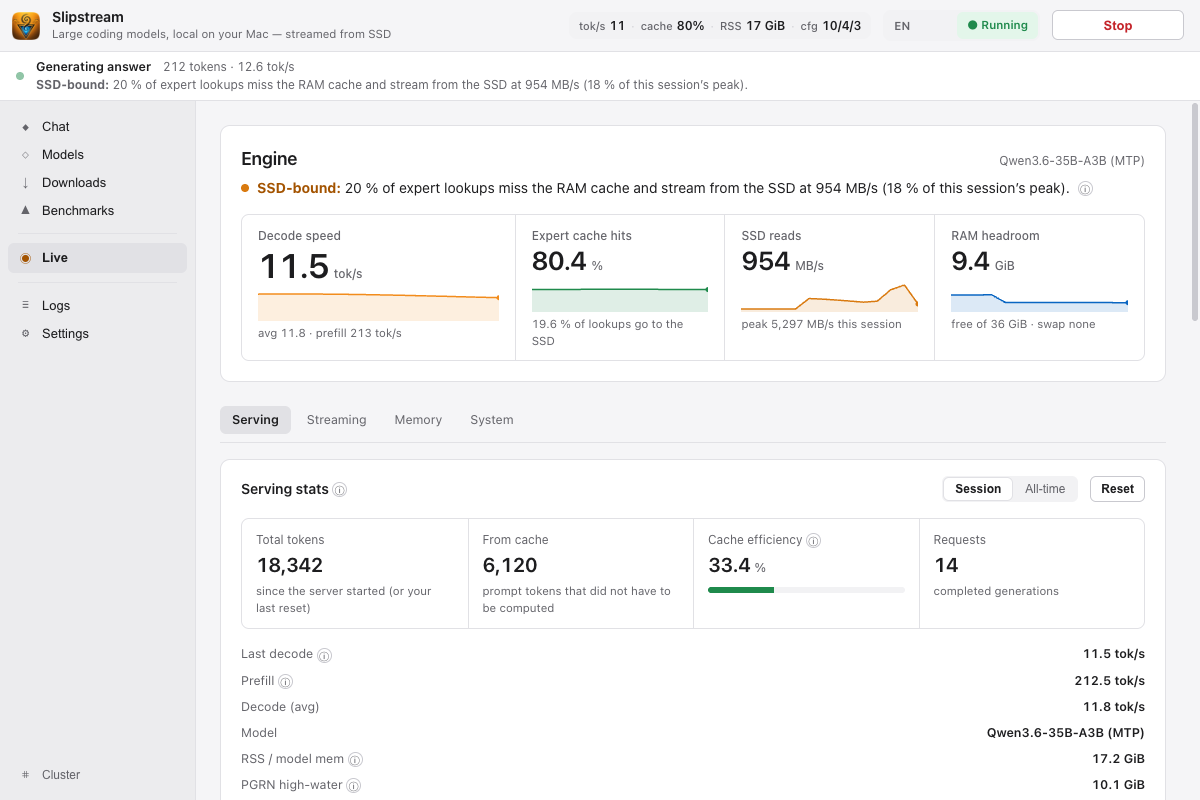 Slipstream
Large coding models, local on your Mac — streamed from SSD
tok/s 11 · cache 80% · RSS 17 GiB · cfg 10/4/3
EN
Running
Stop
Generating answer 212 tokens · 12.6 tok/s
SSD-bound: 20 % of expert lookups miss the RAM cache and stream from the SSD at 954 MB/s (18 % of this session's peak).
Chat
Models
Downloads
Benchmarks
Live
Logs
Settings
Cluster
Engine
Qwen3.6-35B-A3B (MTP)
SSD-bound: 20 % of expert lookups miss the RAM cache and stream from the SSD at 954 MB/s (18 % of this session's peak).
Decode speed
11.5 tok/s
avg 11.8 · prefill 213 tok/s
Expert cache hits
80.4 %
19.6 % of lookups go to the
SSD
SSD reads
954 MB/s
peak 5,297 MB/s this session
RAM headroom
9.4 GiB
free of 36 GiB · swap none
Serving
Streaming
Memory
System
Serving stats
Session
All-time
Reset
Total tokens
18,342
since the server started (or your
last reset)
From cache
6,120
prompt tokens that did not have to
be computed
Cache efficiency
33.4 %
Requests
14
completed generations
Last decode 11.5 tok/s
Prefill 212.5 tok/s
Decode (avg) 11.8 tok/s
Model Qwen3.6-35B-A3B (MTP)
RSS / model mem 17.2 GiB
PGRN high-water 10.1 GiB